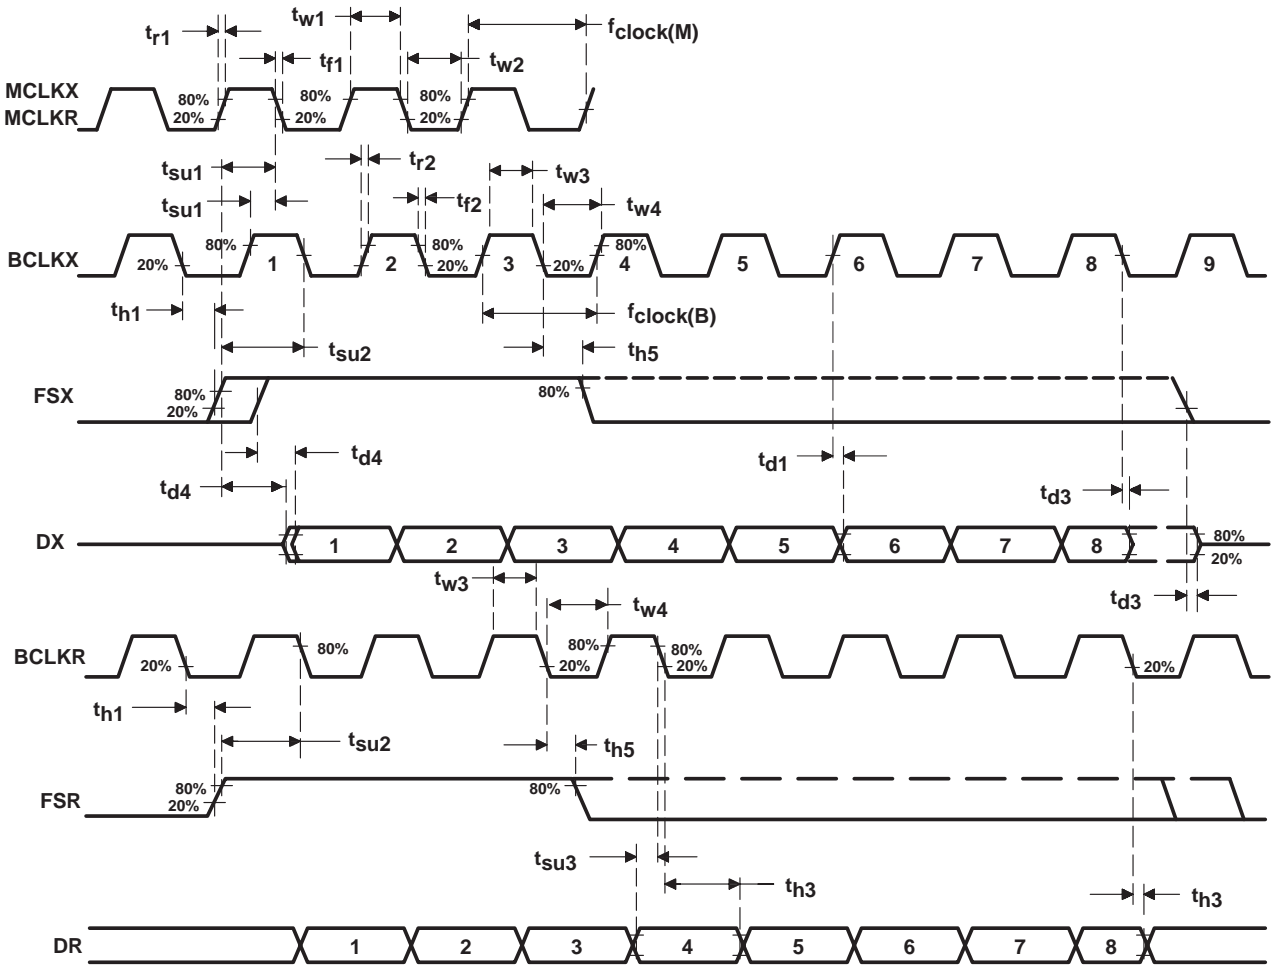 tr1
tw1
fclock(M)
tf1
tw2
MCLKX
MCLKR
80%
20%
20%
80%
20%
80%
20%
80%
tsu1
tr2
tw3
tsu1
tf2
tw4
BCLKX
20%
80%
1
2
80%
20%
3
20%
80%
4
5
6
7
8
9
th1
fclock(B)
tsu2
th5
FSX
80%
20%
80%
td4
td1
td4
td3
DX
1
2
3
4
5
6
7
8
80%
20%
tw3
tw4
td3
BCLKR
20%
80%
80%
20%
80%
20%
20%
th1
tsu2
th5
FSR
80%
20%
80%
tsu3
th3
th3
DR
1
2
3
4
5
6
7
8